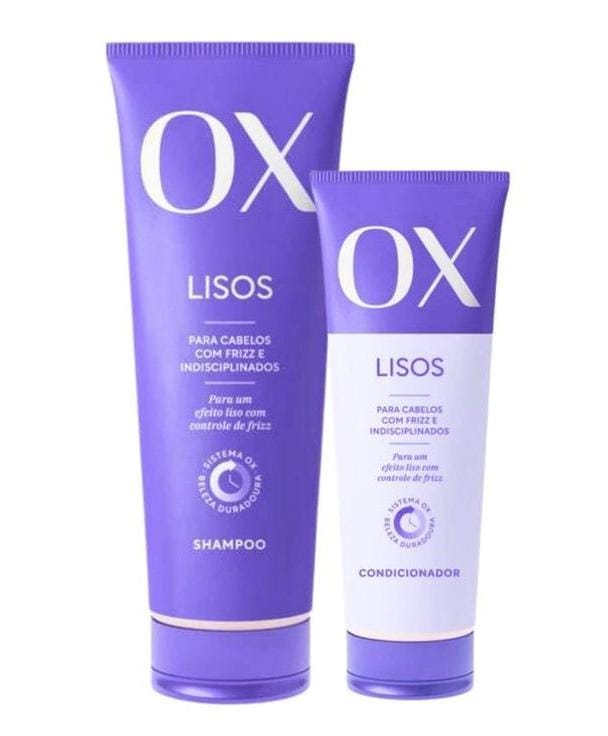 OX
LISOS
PARA CABELOS
COM FRIZZ E
INDISCIPLINADOS
Para um
efeito liso com
controle de frizz
SISTEMA OX
BELEZA DURADOURA
SHAMPOO
OX
LISOS
PARA CABELOS
COM FRIZZ E
INDISCIPLINADOS
Para um
efeito liso com
controle de frizz
SISTEMA OX
BELEZA DURADOURA
CONDICIONADOR